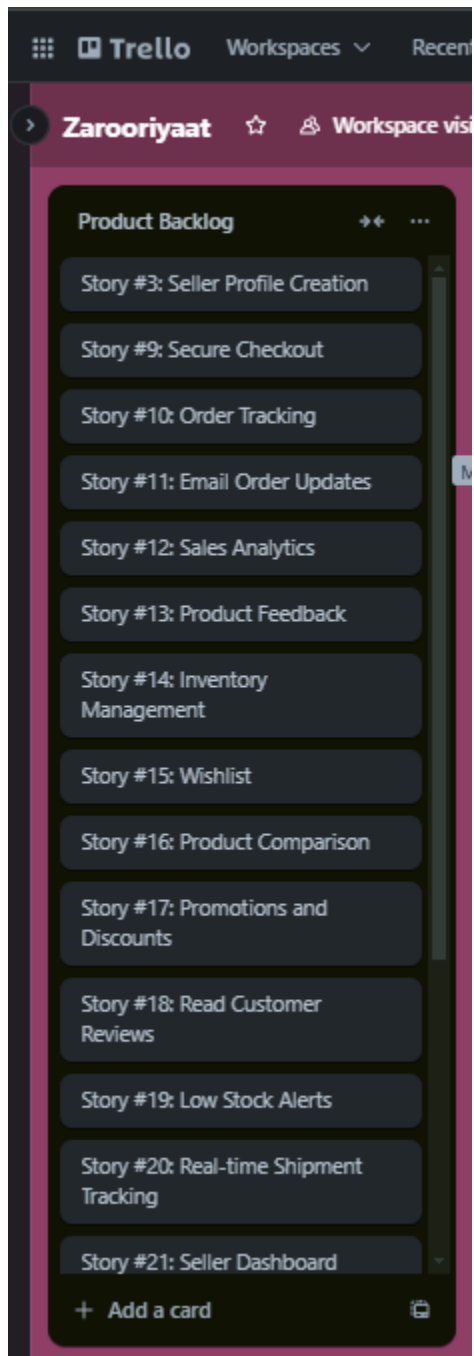 Trello Workspaces Recent
Zarooriyaat Workspace visi
Product Backlog
Story #3: Seller Profile Creation
Story #9: Secure Checkout
Story #10: Order Tracking
Story #11: Email Order Updates
M
Story #12: Sales Analytics
Story #13: Product Feedback
Story #14: Inventory
Management
Story #15: Wishlist
Story #16: Product Comparison
Story #17: Promotions and
Discounts
Story #18: Read Customer
Reviews
Story #19: Low Stock Alerts
Story #20: Real-time Shipment
Tracking
Story #21: Seller Dashboard
+ Add a card